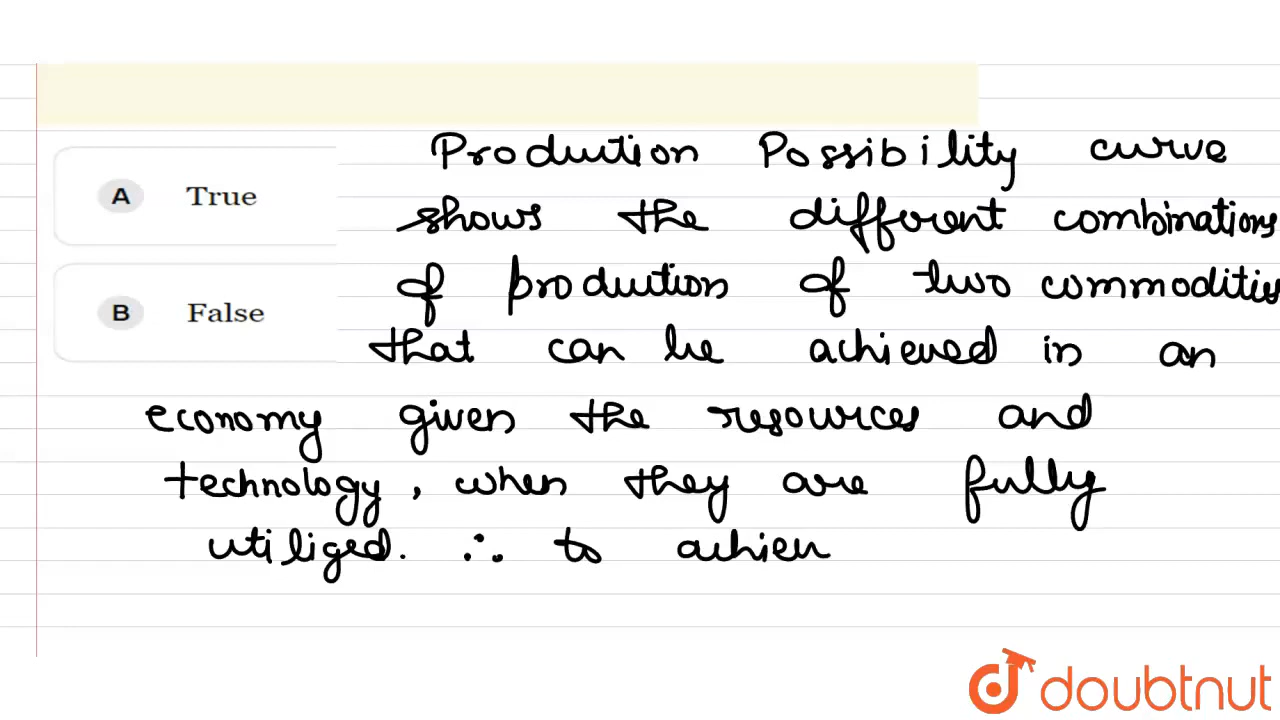 Production Possibility curve
A True
shows the different combinations
of production of two commodities
B False
that can be achieved in an
economy given the resources and
technology, when they are fully
utilized. ∴ to achiev
doubtnut